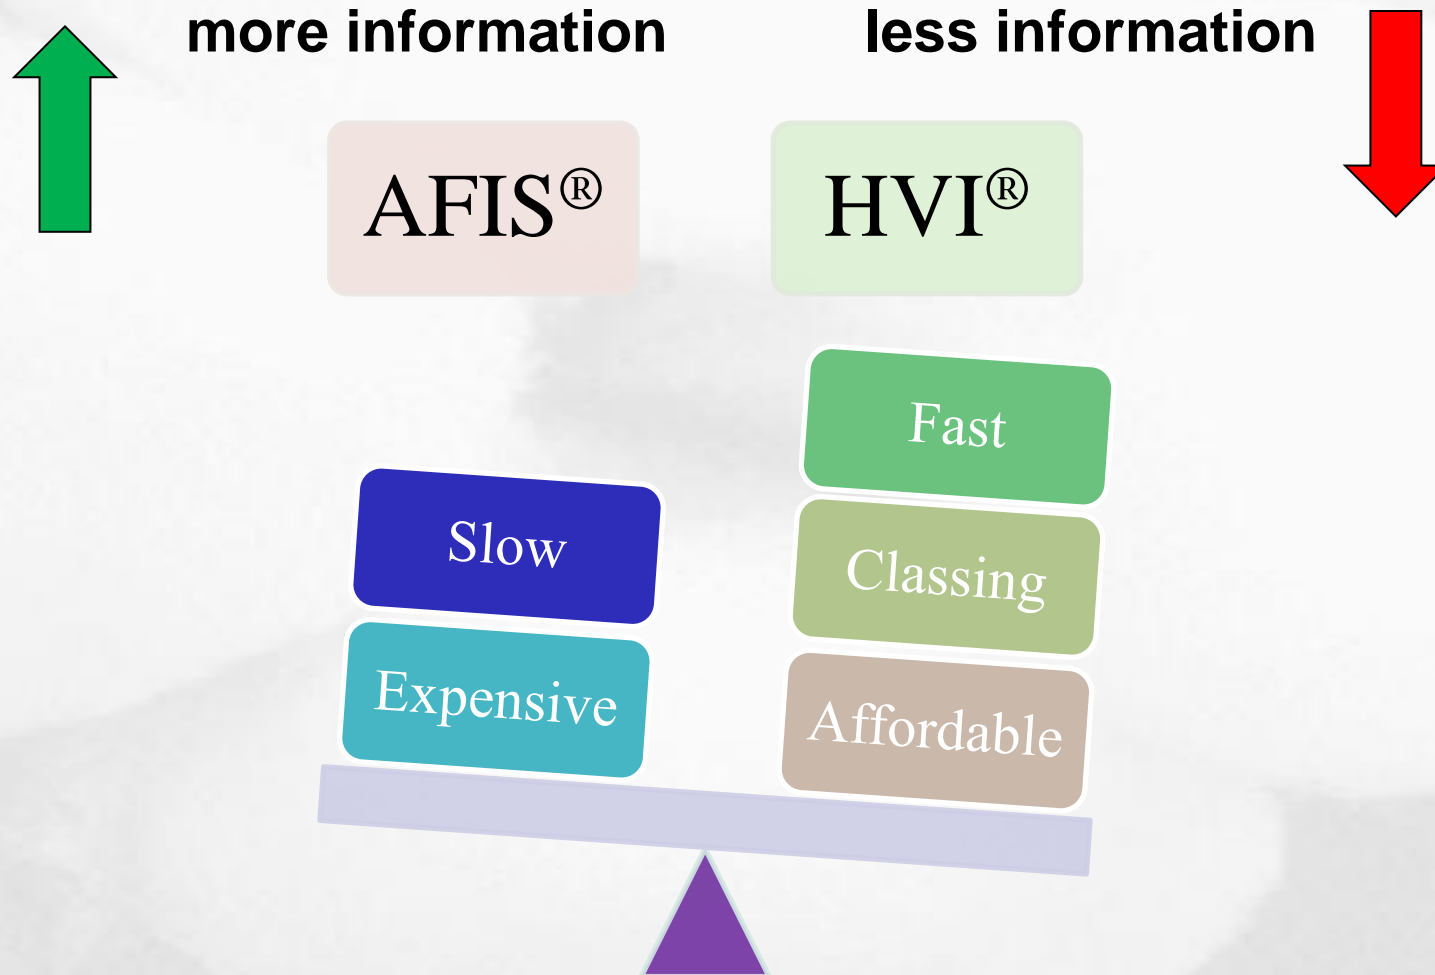 more information
less information
AFIS®
HVI®
Slow
Expensive
Fast
Classing
Affordable